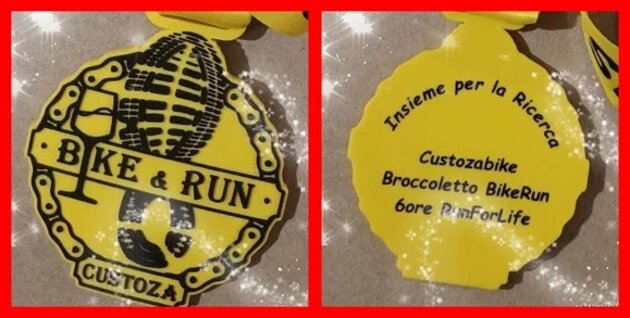 BIKE & RUN
CUSTOZA
Insieme per la Ricerca
Custozabike
Broccoletto BikeRun
6ore RunForLife